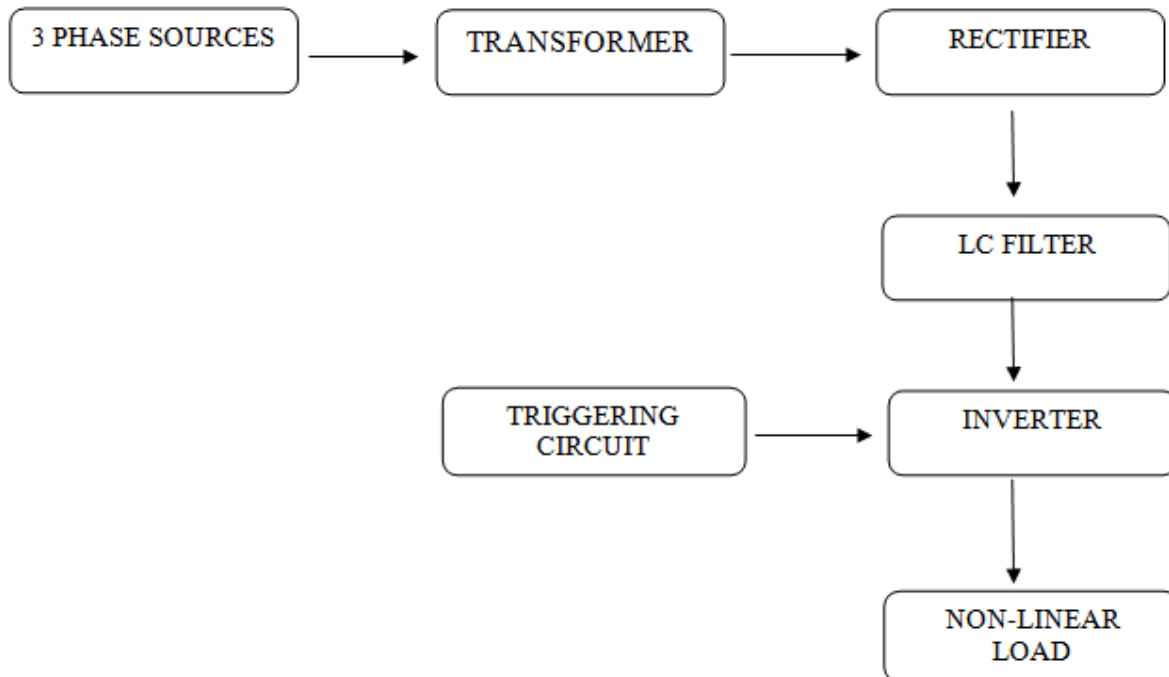 3 PHASE SOURCES
TRANSFORMER
RECTIFIER
LC FILTER
TRIGGERING
CIRCUIT
INVERTER
NON-LINEAR
LOAD